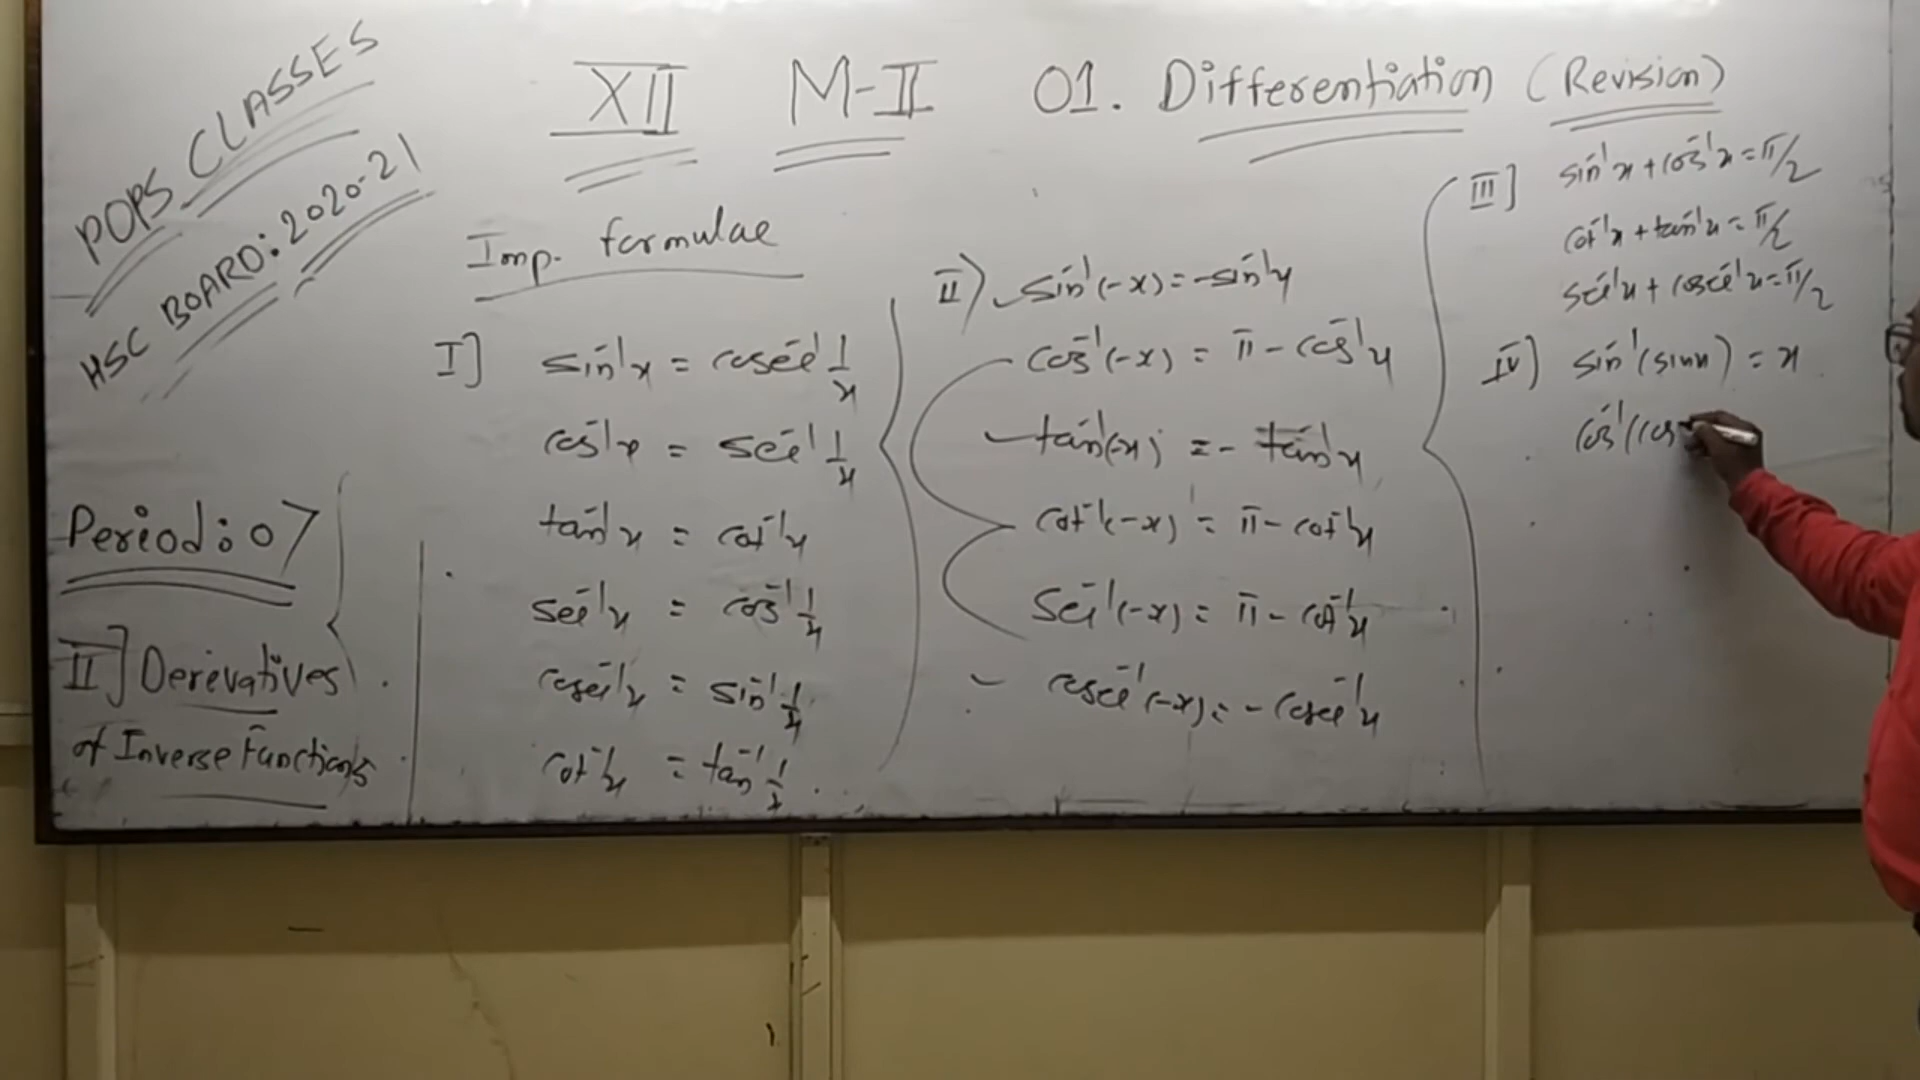 POPS CLASSES
HSC BOARD: 2020-21
XII M-II 01. Differentiation (Revision)
Period: 07
II] Derevatives
of Inverse Functions
Imp. formulae
I] sin⁻¹x = cosec⁻¹ 1/x
cos⁻¹x = sec⁻¹ 1/x
tan⁻¹x = cot⁻¹x
sec⁻¹x = cos⁻¹ 1/x
cosec⁻¹x = sin⁻¹ 1/x
cot⁻¹x = tan⁻¹ 1/x
II) sin⁻¹(-x) = -sin⁻¹x
cos⁻¹(-x) = π - cos⁻¹x
tan⁻¹(-x) = - tan⁻¹x
cot⁻¹(-x) = π - cot⁻¹x
sec⁻¹(-x) = π - cot⁻¹x
cosec⁻¹(-x) = - cosec⁻¹x
III] sin⁻¹x + cos⁻¹x = π/2
cot⁻¹x + tan⁻¹x = π/2
sec⁻¹x + cosec⁻¹x = π/2
IV) sin⁻¹(sinx) = x
cos⁻¹(cos